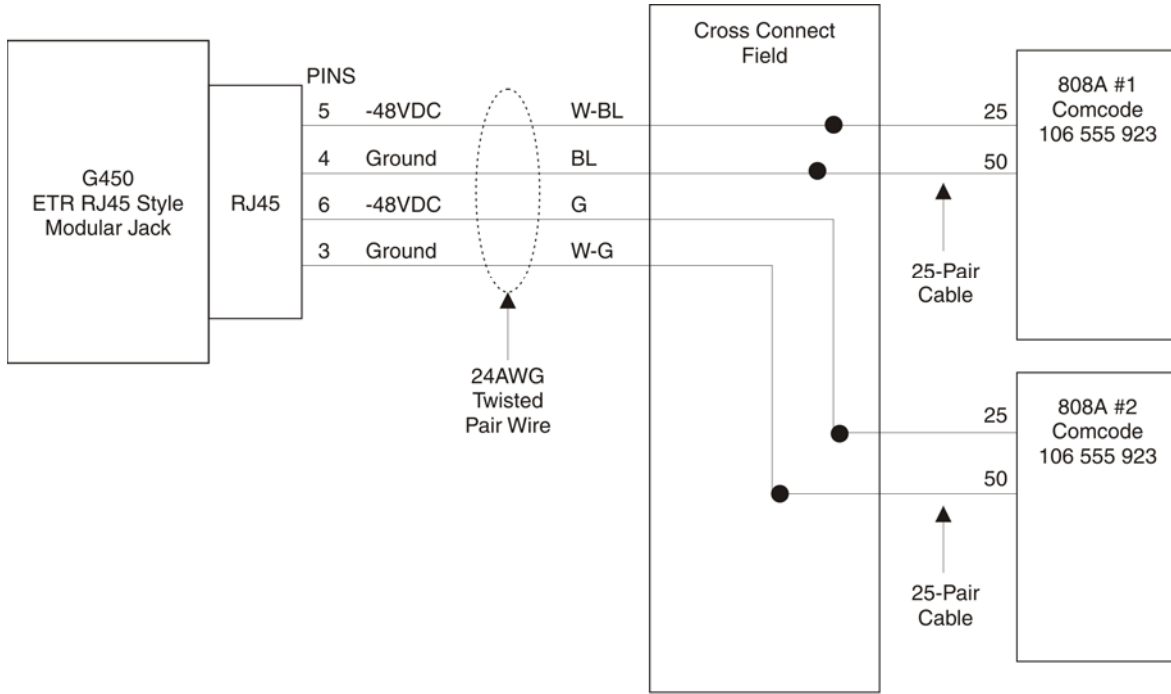 Cross Connect
Field
PINS
5 -48VDC W-BL
4 Ground BL
6 -48VDC G
3 Ground W-G
G450
ETR RJ45 Style
Modular Jack
RJ45
24AWG
Twisted
Pair Wire
25
50
808A #1
Comcode
106 555 923
25-Pair
Cable
25
50
808A #2
Comcode
106 555 923
25-Pair
Cable